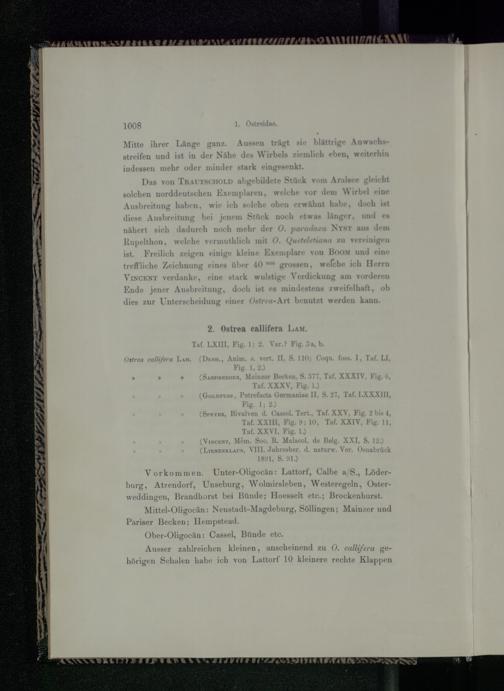 1008
1. Ostreidae.
Mitte ihrer Länge ganz. Aussen trägt sie blättrige Anwachs-
streifen und ist in der Nähe des Wirbels ziemlich eben, weiterhin
indessen mehr oder minder stark eingesenkt.
Das von Trautschold abgebildete Stück vom Aralsee gleicht
solchen norddeutschen Exemplaren, welche vor dem Wirbel eine
Ausbreitung haben, wie ich solche oben erwähnt habe, doch ist
diese Ausbreitung bei jenem Stück noch etwas länger, und es
nähert sich dadurch noch mehr der O. paradoxa Nyst aus dem
Rupelthon, welche vermuthlich mit O. Queteletiana zu vereinigen
ist. Freilich zeigen einige kleine Exemplare von Boom und eine
treffliche Zeichnung eines über 40 mm grossen, welche ich Herrn
Vincent verdanke, eine stark wulstige Verdickung am vorderen
Ende jener Ausbreitung, doch ist es mindestens zweifelhaft, ob
dies zur Unterscheidung einer Ostrea-Art benutzt werden kann.
2. Ostrea callifera Lam.
Taf. LXIII, Fig. 1; 2. Var.? Fig. 3a, b.
Ostrea callifera Lam. (Desh., Anim. s. vert. II, S. 110; Coqu. foss. I, Taf. LI,
Fig. 1, 2.)
» » » (Sandberger, Mainzer Becken, S. 377, Taf. XXXIV, Fig. 6,
Taf. XXXV, Fig. 1.)
» » » (Goldfuss, Petrefacta Germaniae II, S. 27, Taf. LXXXIII,
Fig. 1; 2.)
» » » (Speyer, Bivalven d. Cassel. Tert., Taf. XXV, Fig. 2 bis 4,
Taf. XXIII, Fig. 9; 10, Taf. XXIV, Fig. 11,
Taf. XXVI, Fig. 1.)
» » » (Vincent, Mém. Soc. R. Malacol. de Belg. XXI, S. 12.)
» » » (Lienenklaus, VIII. Jahresber. d. naturw. Ver. Osnabrück
1891, S. 91.)
Vorkommen. Unter-Oligocän: Lattorf, Calbe a/S., Löder-
burg, Atzendorf, Unseburg, Wolmirsleben, Westeregeln, Oster-
weddingen, Brandhorst bei Bünde; Hoesselt etc.; Brockenhurst.
Mittel-Oligocän: Neustadt-Magdeburg, Söllingen; Mainzer und
Pariser Becken; Hempstead.
Ober-Oligocän: Cassel, Bünde etc.
Ausser zahlreichen kleinen, anscheinend zu O. callifera ge-
hörigen Schalen habe ich von Lattorf 10 kleinere rechte Klappen